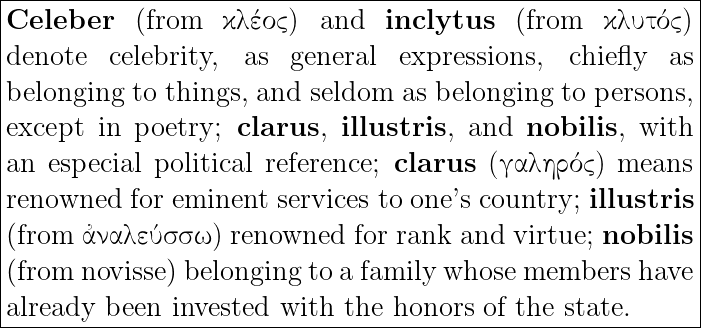 Celeber (from κλέος) and inclytus (from κλυτός)
denote celebrity, as general expressions, chiefly as
belonging to things, and seldom as belonging to persons,
except in poetry; clarus, illustris, and nobilis, with
an especial political reference; clarus (γαληρός) means
renowned for eminent services to one's country; illustris
(from ἀναλεύσσω) renowned for rank and virtue; nobilis
(from novisse) belonging to a family whose members have
already been invested with the honors of the state.